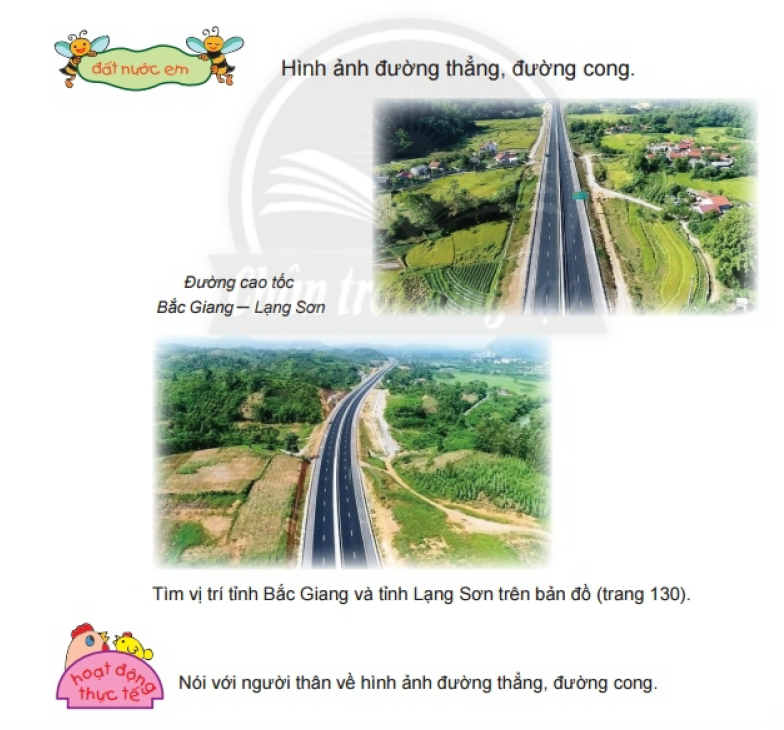 đất nước em
Hình ảnh đường thẳng, đường cong.
Đường cao tốc
Bắc Giang – Lạng Sơn
Tìm vị trí tỉnh Bắc Giang và tỉnh Lạng Sơn trên bản đồ (trang 130).
hoạt động
thực tế
Nói với người thân về hình ảnh đường thẳng, đường cong.